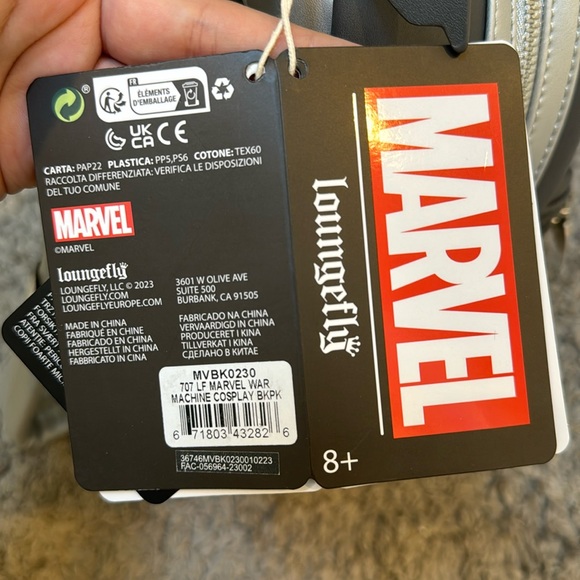 ®
FR
ÉLÉMENTS
D'EMBALLAGE
UK
CA CE
CARTA: PAP22 PLASTICA: PP5,PS6 COTONE: TEX60
RACCOLTA DIFFERENZIATA: VERIFICA LE DISPOSIZIONI
DEL TUO COMUNE
MARVEL
©MARVEL
loungefly
LOUNGEFLY, LLC © 2023
LOUNGEFLY.COM
LOUNGEFLYEUROPE.COM
3601 W OLIVE AVE
SUITE 500
BURBANK, CA 91505
MADE IN CHINA
FABRIQUÉ EN CHINE
FABRICADO EN CHINA
HERGESTELLT IN CHINA
FABBRICATO IN CINA
FABRICADO NA CHINA
VERVAARDIGD IN CHINA
PRODUCERET I KINA
TILLVERKAT I KINA
СДЕЛАНО В КИТАЕ
MVBK0230
707 LF MARVEL WAR
MACHINE COSPLAY BKPK
6 71803 43282 6
36746MVBK0230010223
FAC-056964-23002
loungefly
MARVEL
8+